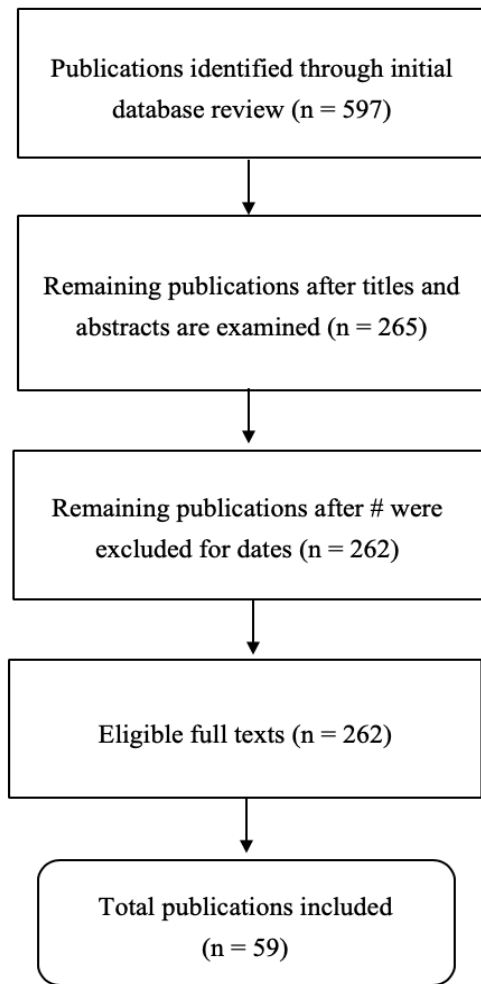 Publications identified through initial
database review (n = 597)
Remaining publications after titles and
abstracts are examined (n = 265)
Remaining publications after # were
excluded for dates (n = 262)
Eligible full texts (n = 262)
Total publications included
(n = 59)